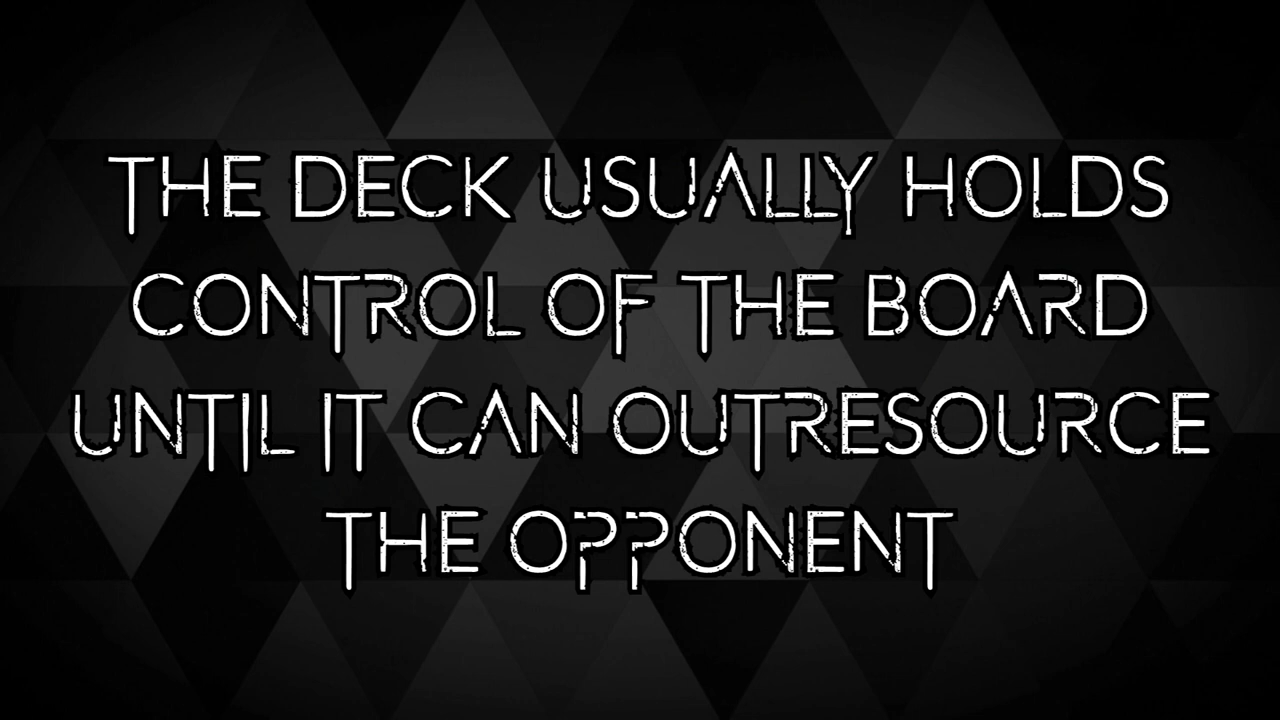 THE DECK USUALLY HOLDS
CONTROL OF THE BOARD
UNTIL IT CAN OUTRESOURCE
THE OPPONENT